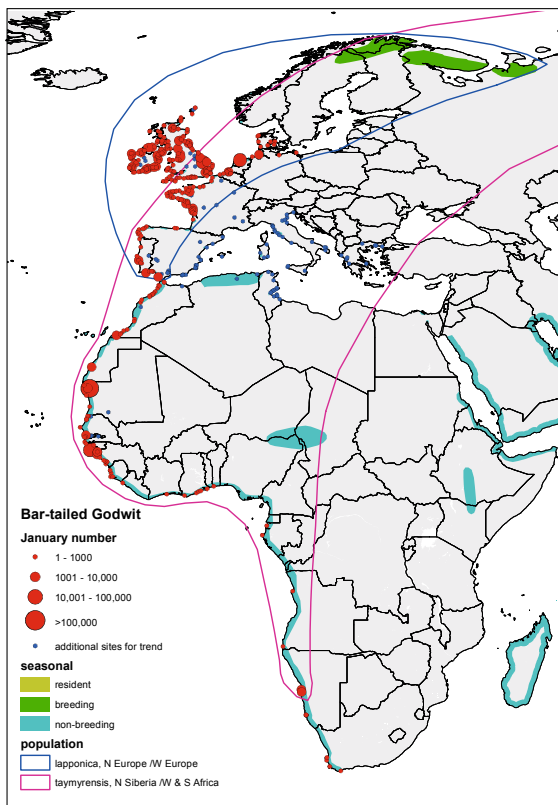 Bar-tailed Godwit
January number
1 - 1000
1001 - 10,000
10,001 - 100,000
>100,000
additional sites for trend
seasonal
resident
breeding
non-breeding
population
lapponica, N Europe /W Europe
taymyrensis, N Siberia /W & S Africa